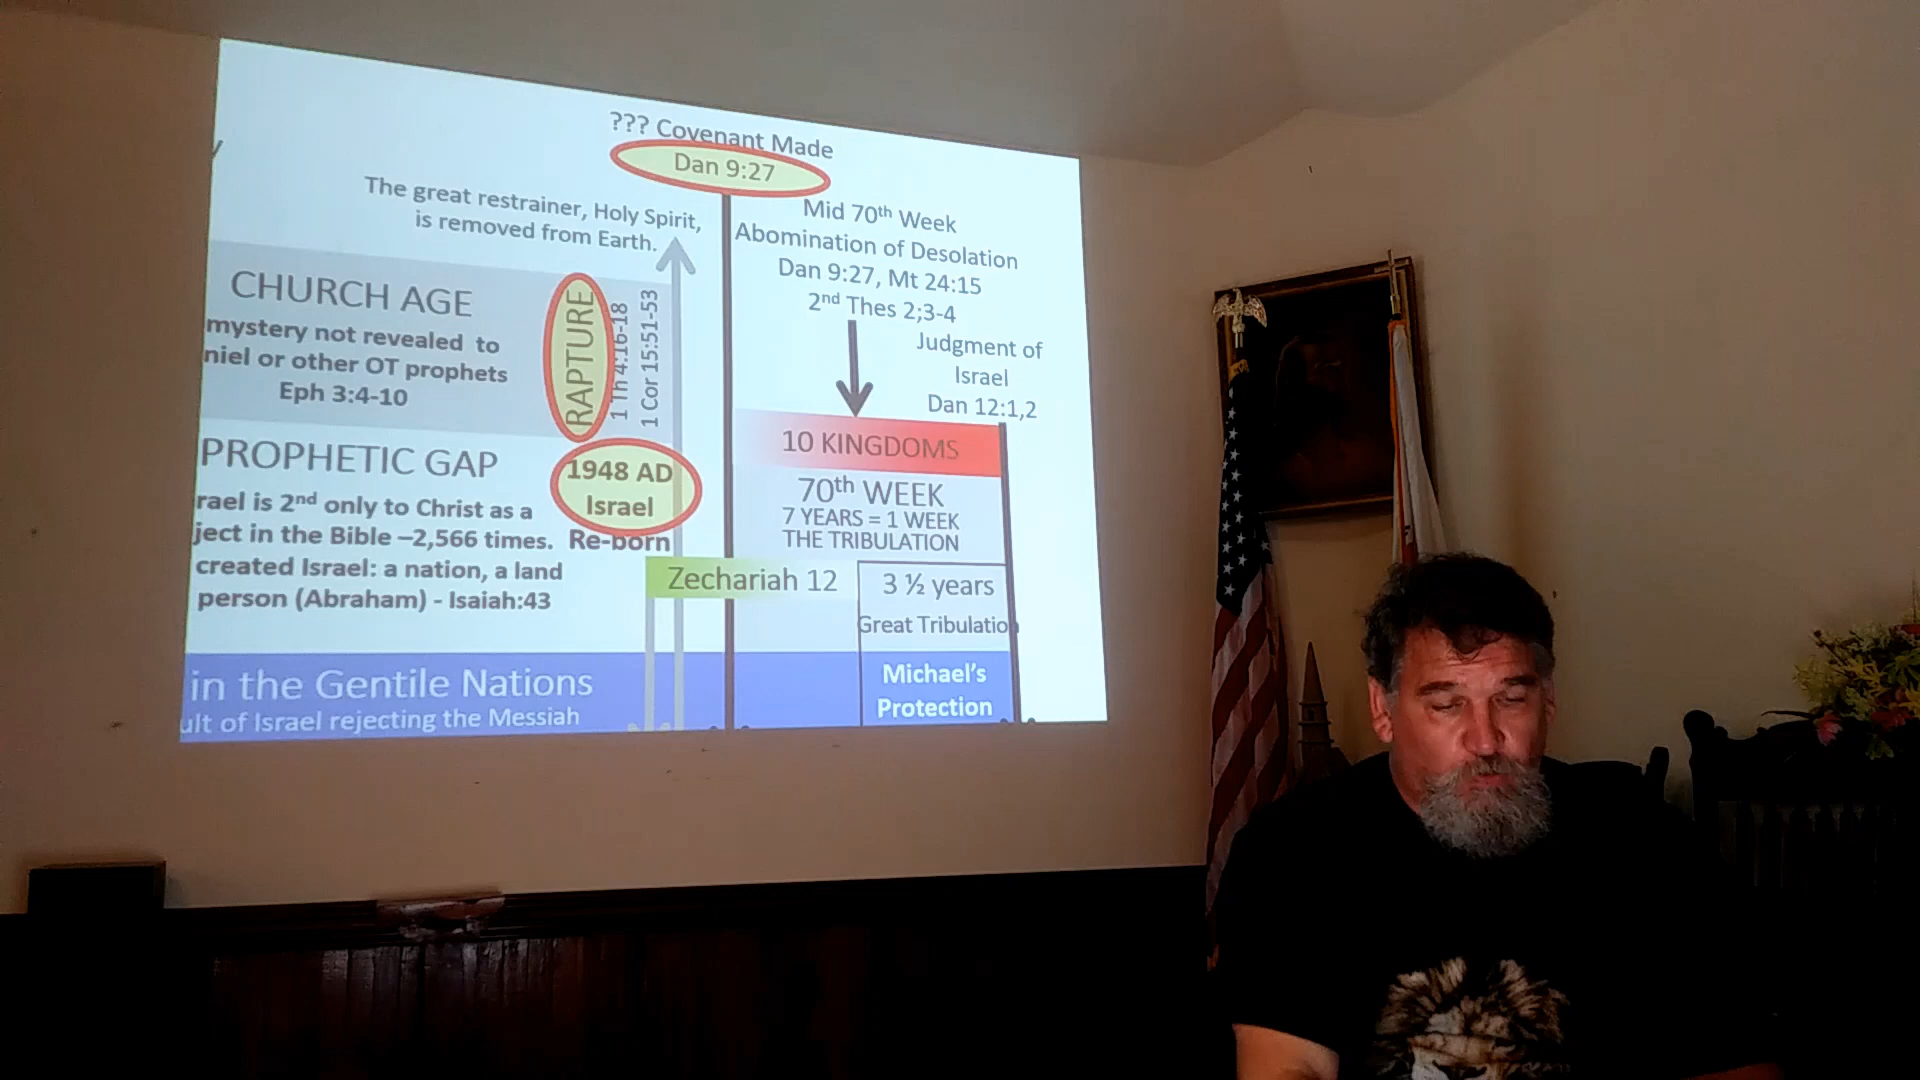 ??? Covenant Made
Dan 9:27
The great restrainer, Holy Spirit,
is removed from Earth.
Mid 70th Week
Abomination of Desolation
Dan 9:27, Mt 24:15
2nd Thes 2;3-4
CHURCH AGE
mystery not revealed to
niel or other OT prophets
Eph 3:4-10
RAPTURE
1 Th 4:16-18
1 Cor 15:51-53
Judgment of
Israel
Dan 12:1,2
PROPHETIC GAP
rael is 2nd only to Christ as a
ject in the Bible –2,566 times.
created Israel: a nation, a land
person (Abraham) - Isaiah:43
1948 AD
Israel
Re-born
10 KINGDOMS
70th WEEK
7 YEARS = 1 WEEK
THE TRIBULATION
Zechariah 12
3 ½ years
Great Tribulation
Michael's
Protection
in the Gentile Nations
ult of Israel rejecting the Messiah